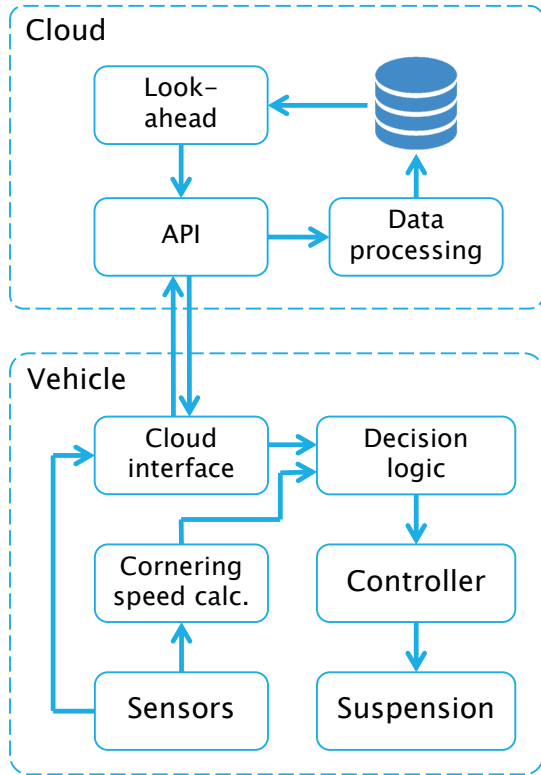 Cloud
Look-
ahead
API
Data
processing
Vehicle
Cloud
interface
Decision
logic
Cornering
speed calc.
Controller
Sensors
Suspension